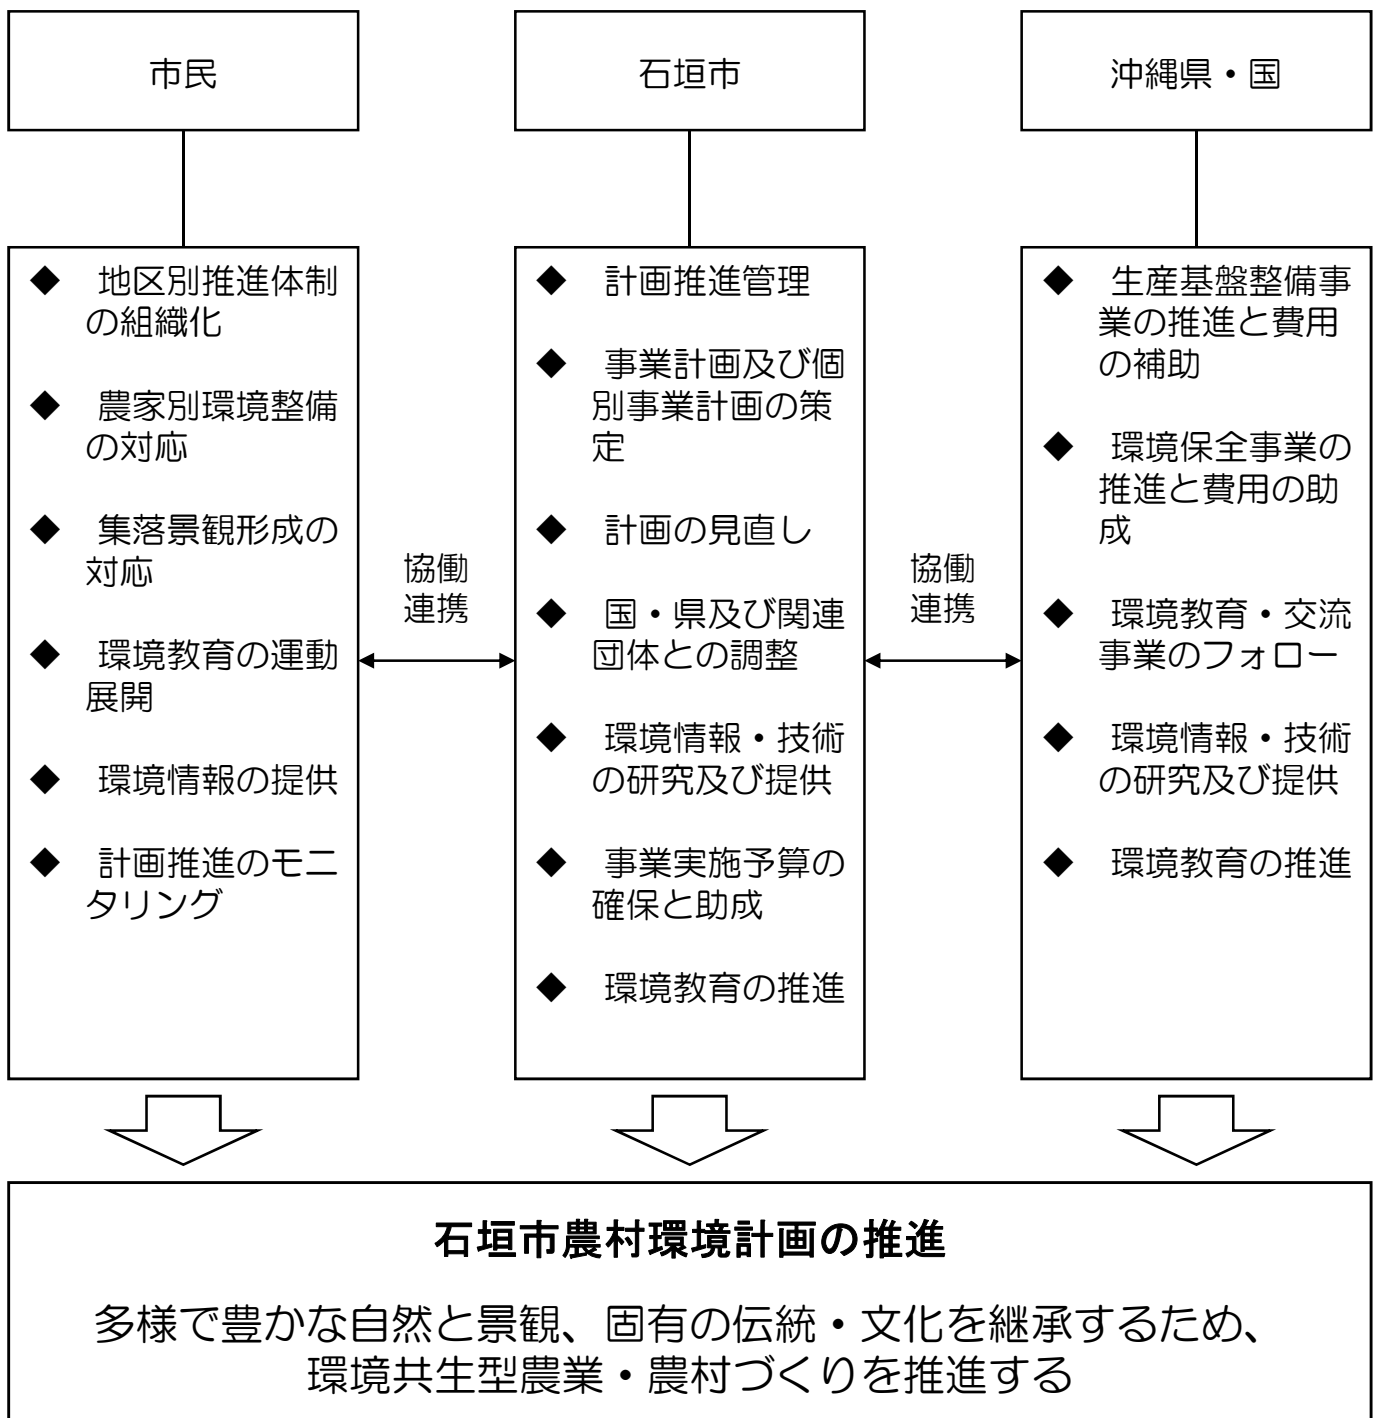 市民
石垣市
沖縄県・国
◆ 地区別推進体制
の組織化
◆ 農家別環境整備
の対応
◆ 集落景観形成の
対応
◆ 環境教育の運動
展開
◆ 環境情報の提供
◆ 計画推進のモニ
タリング
協働
連携
◆ 計画推進管理
◆ 事業計画及び個
別事業計画の策
定
◆ 計画の見直し
◆ 国・県及び関連
団体との調整
◆ 環境情報・技術
の研究及び提供
◆ 事業実施予算の
確保と助成
◆ 環境教育の推進
協働
連携
◆ 生産基盤整備事
業の推進と費用
の補助
◆ 環境保全事業の
推進と費用の助
成
◆ 環境教育・交流
事業のフォロー
◆ 環境情報・技術
の研究及び提供
◆ 環境教育の推進
石垣市農村環境計画の推進
多様で豊かな自然と景観、固有の伝統・文化を継承するため、
環境共生型農業・農村づくりを推進する